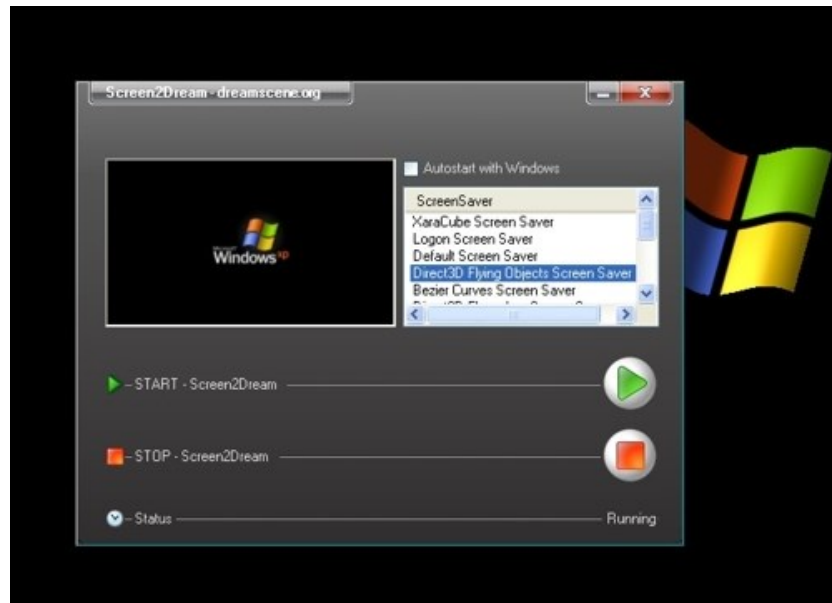 Screen2Dream - dreamscene.org
Autostart with Windows
ScreenSaver
XaraCube Screen Saver
Logon Screen Saver
Default Screen Saver
Direct3D Flying Objects Screen Saver
Bezier Curves Screen Saver
Microsoft
Windows xp
START - Screen2Dream
STOP - Screen2Dream
Status
Running